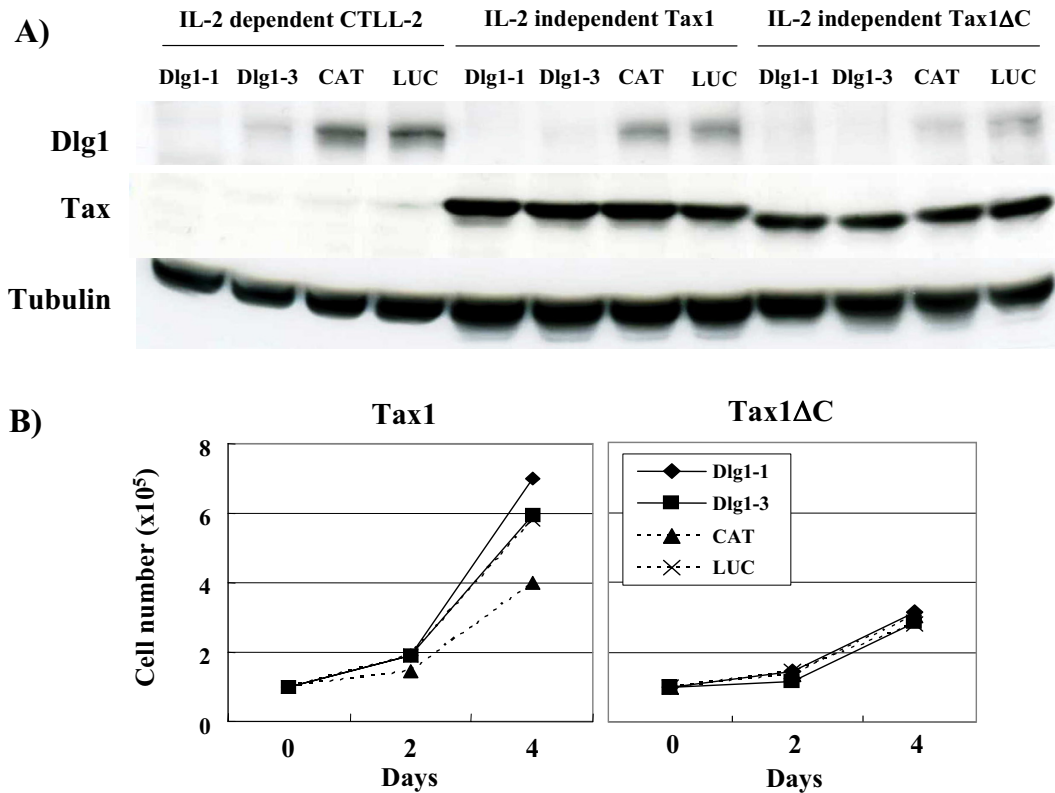 A)
IL-2 dependent CTLL-2 IL-2 independent Tax1 IL-2 independent Tax1ΔC
Dlg1-1 Dlg1-3 CAT LUC Dlg1-1 Dlg1-3 CAT LUC Dlg1-1 Dlg1-3 CAT LUC
Dlg1
Tax
Tubulin
B)
Tax1 Tax1ΔC
Cell number (x10⁵)
8
6
4
2
0
0 2 4
Days
Dlg1-1
Dlg1-3
CAT
LUC
0 2 4
Days